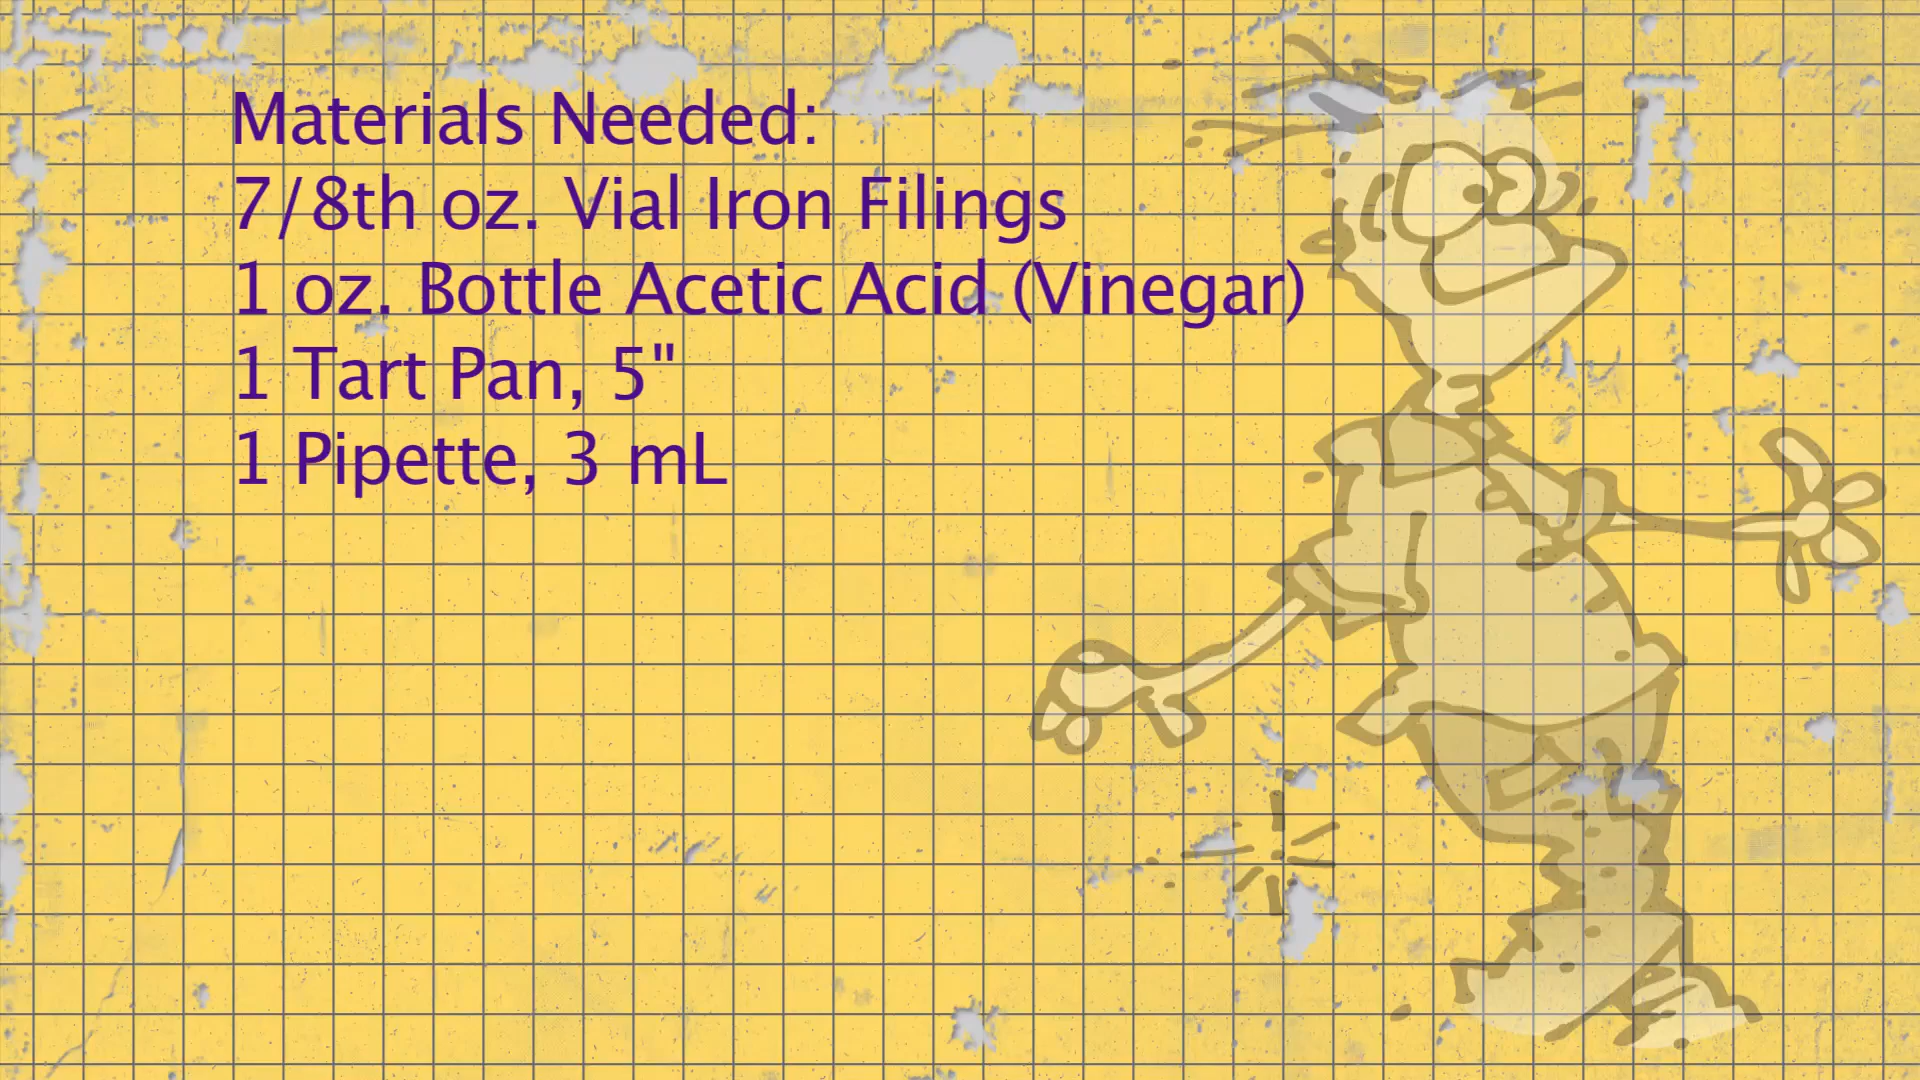 Materials Needed:
7/8th oz. Vial Iron Filings
1 oz. Bottle Acetic Acid (Vinegar)
1 Tart Pan, 5"
1 Pipette, 3 mL